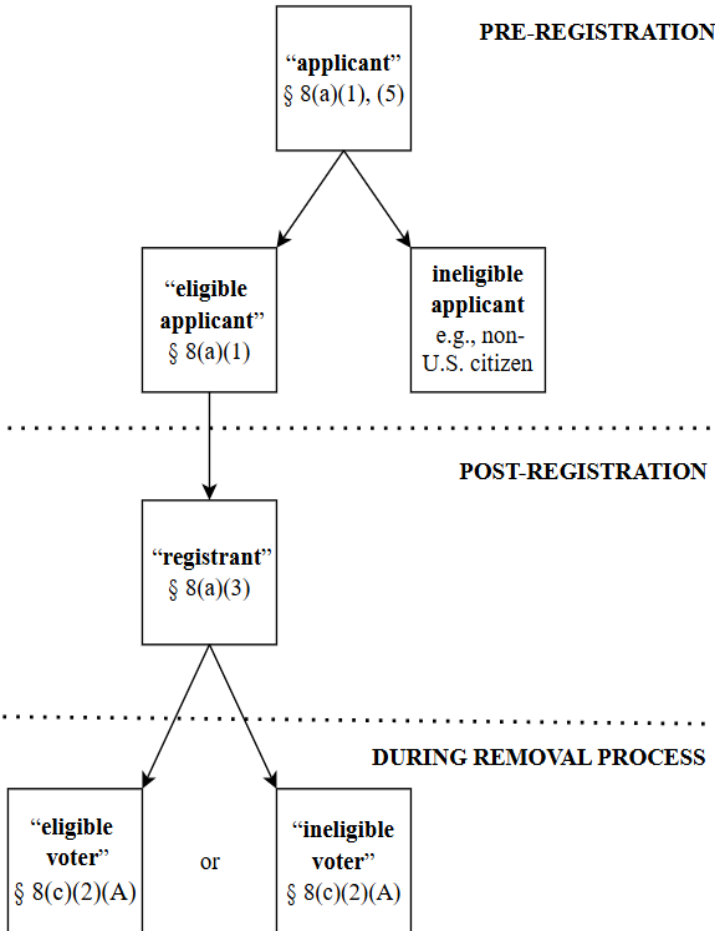 PRE-REGISTRATION
“applicant”
§ 8(a)(1), (5)
“eligible
applicant”
§ 8(a)(1)
ineligible
applicant
e.g., non-
U.S. citizen
POST-REGISTRATION
“registrant”
§ 8(a)(3)
DURING REMOVAL PROCESS
“eligible
voter”
§ 8(c)(2)(A)
or
“ineligible
voter”
§ 8(c)(2)(A)